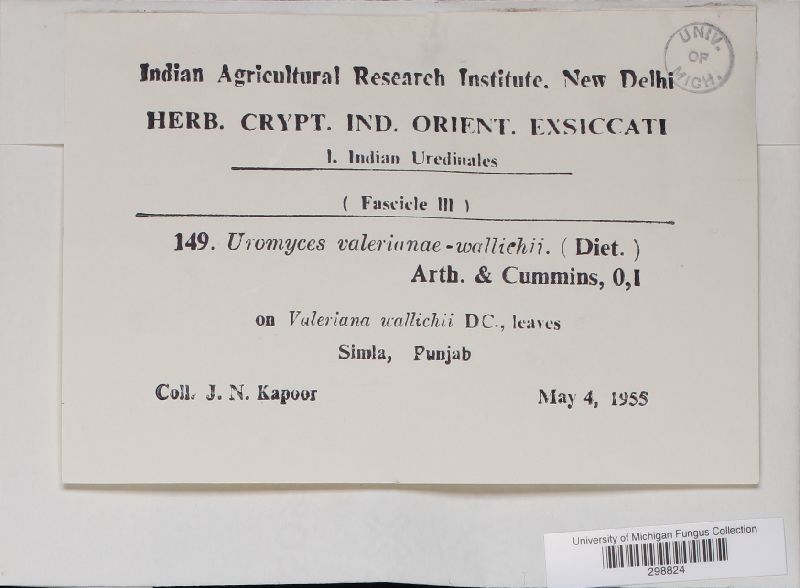 UNIV.
OF
MICH.
Indian Agricultural Research Institute. New Delhi
HERB. CRYPT. IND. ORIENT. EXSICCATI
I. Indian Uredinales
( Fascicle III )
149. Uromyces valerianae-wallichii. ( Diet. )
Arth. & Cummins, 0,I
on Valeriana wallichii DC., leaves
Simla, Punjab
Coll. J. N. Kapoor May 4, 1955
University of Michigan Fungus Collection
298824